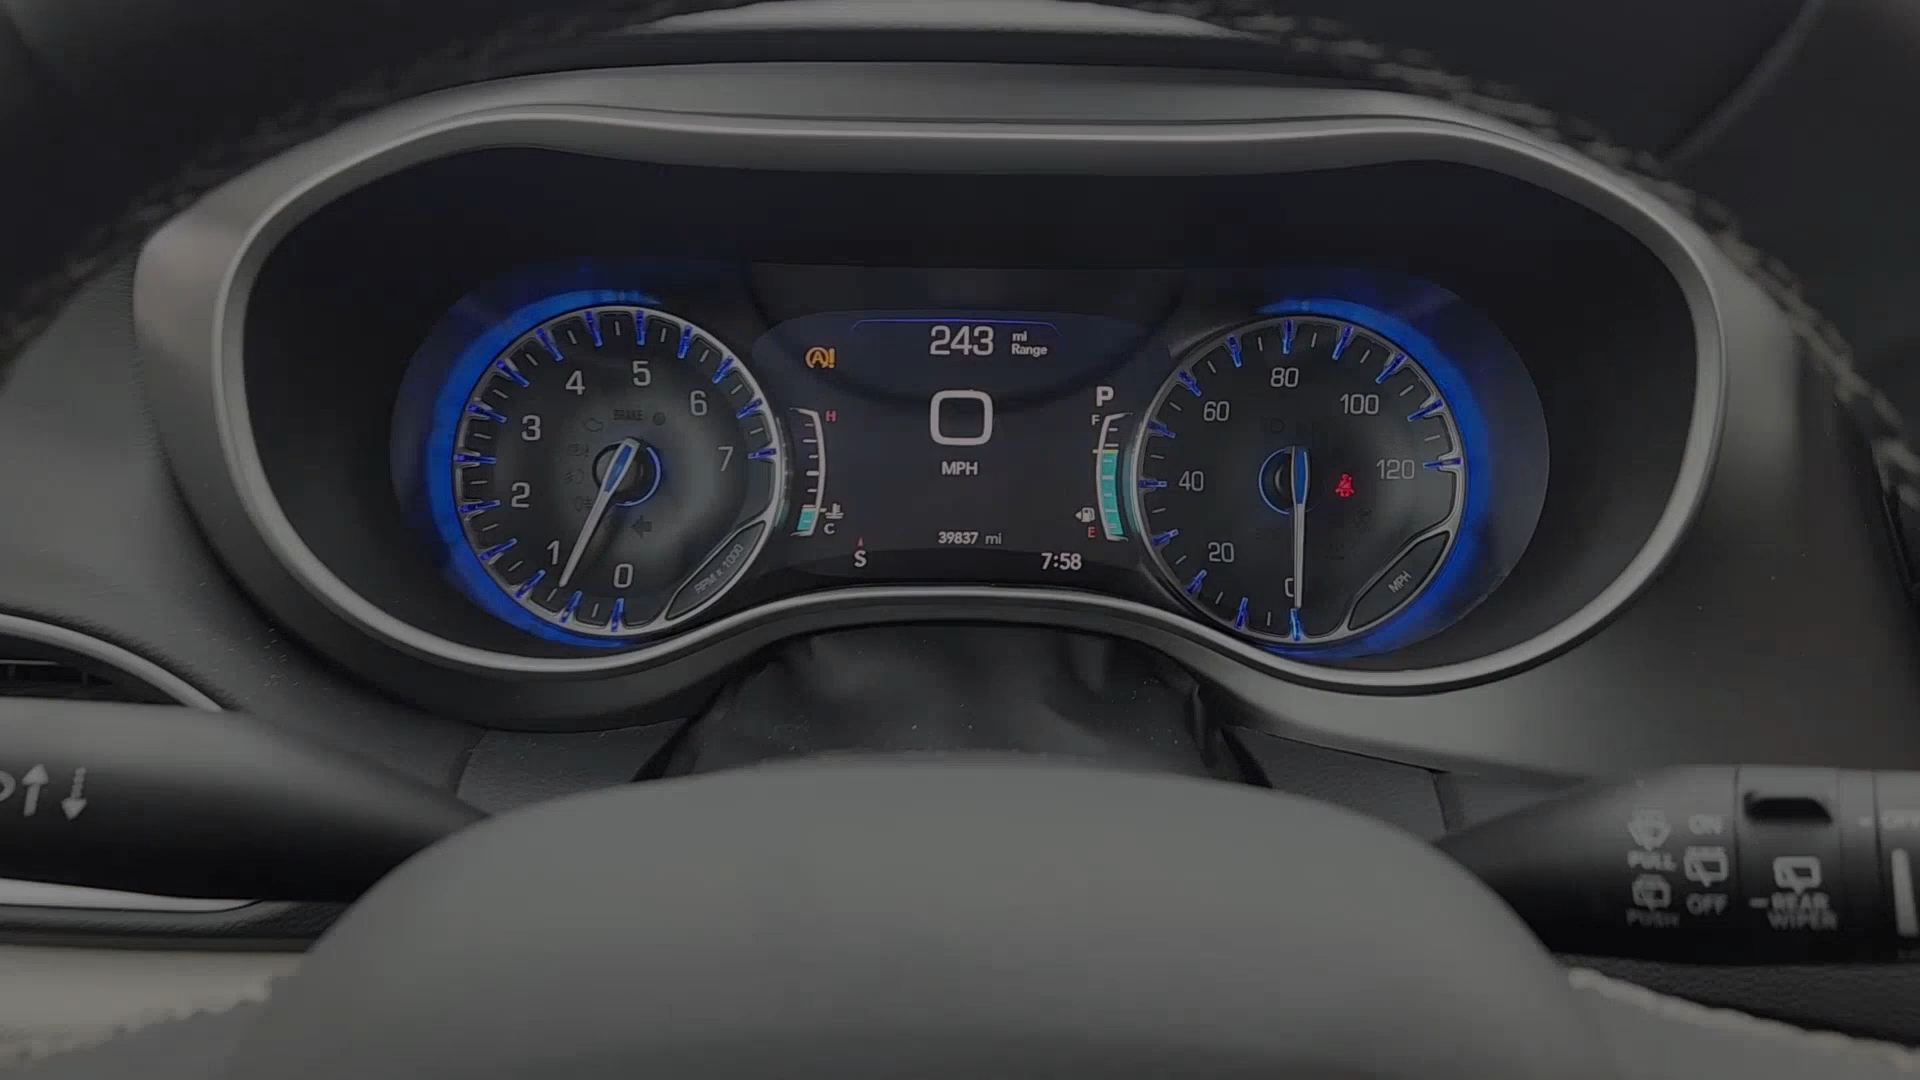 243 mi
Range
0
MPH
39837 mi
S
7:58
P
F
E
H
C
0
1
2
3
4
5
6
7
RPM x 1000
BRAKE
0
20
40
60
80
100
120
MPH
PULL
PUSH
ON
OFF
REAR
WIPER